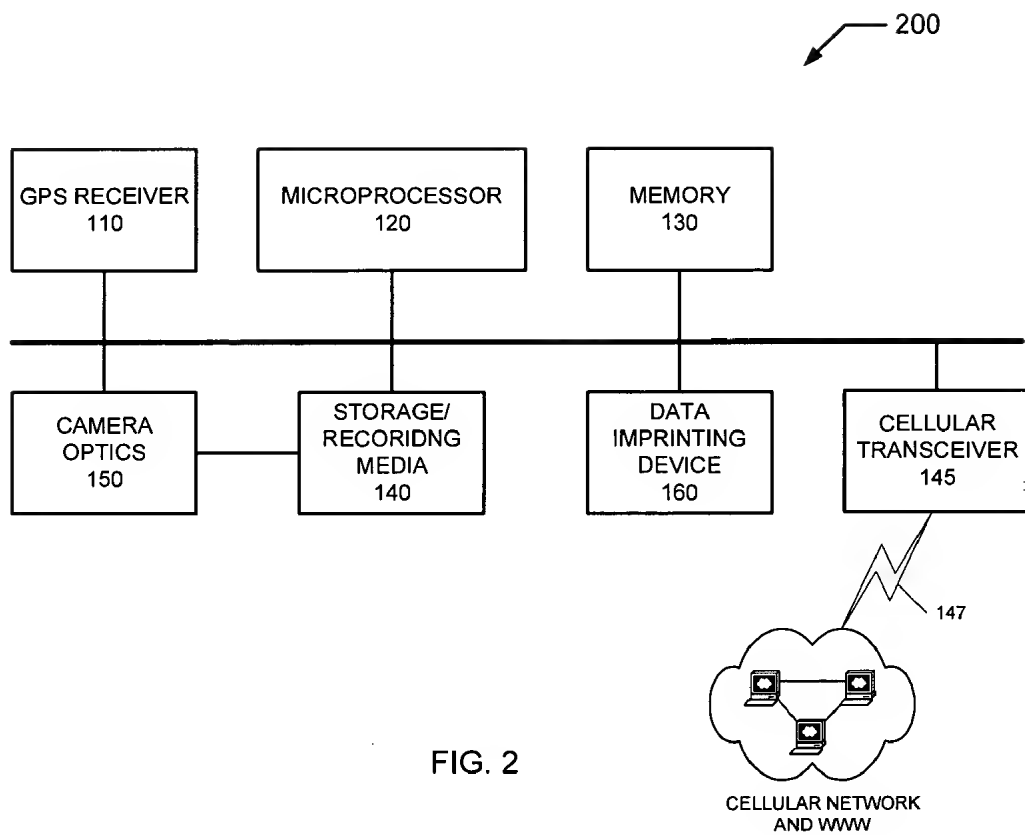 200
GPS RECEIVER
110
MICROPROCESSOR
120
MEMORY
130
CAMERA
OPTICS
150
STORAGE/
RECORIDNG
MEDIA
140
DATA
IMPRINTING
DEVICE
160
CELLULAR
TRANSCEIVER
145
147
FIG. 2
CELLULAR NETWORK
AND WWW